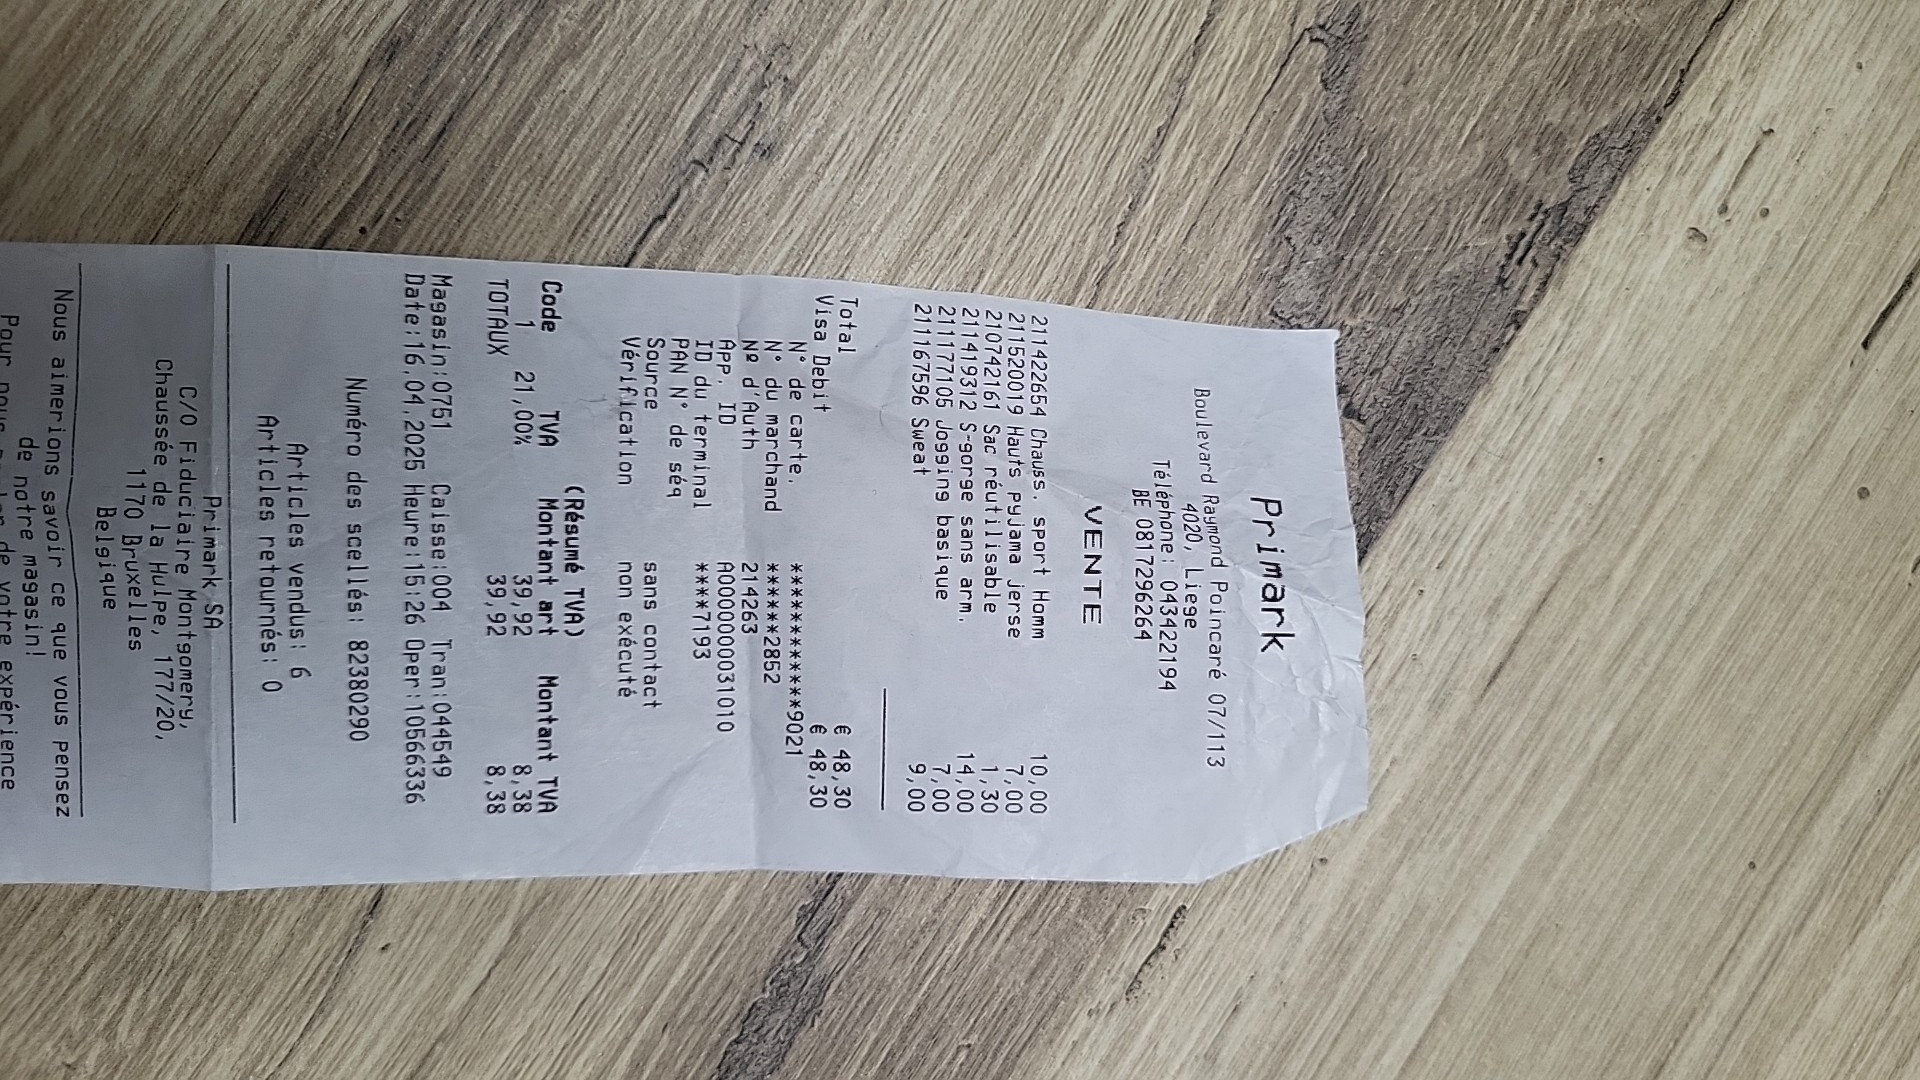 Primark
Boulevard Raymond Poincaré 07/113
4020, Liege
Téléphone: 043422194
BE 0817296264
VENTE
211422654 Chauss. sport Homm 10,00
211520019 Hauts pyjama jerse 7,00
210742161 Sac réutilisable 1,30
211419312 S-gorge sans arm. 14,00
211177105 Jogging basique 7,00
211167596 Sweat 9,00
Total € 48,30
Visa Debit € 48,30
N° de carte. ************9021
N° du marchand ******2852
Nº d'Auth 214263
App. ID A0000000031010
ID du terminal ****7193
PAN N° de séq
Source sans contact
Vérification non exécuté
(Résumé TVA)
Code TVA Montant art Montant TVA
1 21,00% 39,92 8,38
TOTAUX 39,92 8,38
Magasin:0751 Caisse:004 Tran:044549
Date:16.04.2025 Heure:15:26 Oper:10566336
Numéro des scellés: 82380290
Articles vendus: 6
Articles retournés: 0
Primark SA
C/O Fiduciaire Montgomery,
Chaussée de la Hulpe, 177/20,
1170 Bruxelles
Belgique
Nous aimerions savoir ce que vous pensez
de notre magasin!
Pour nous de votre expérience